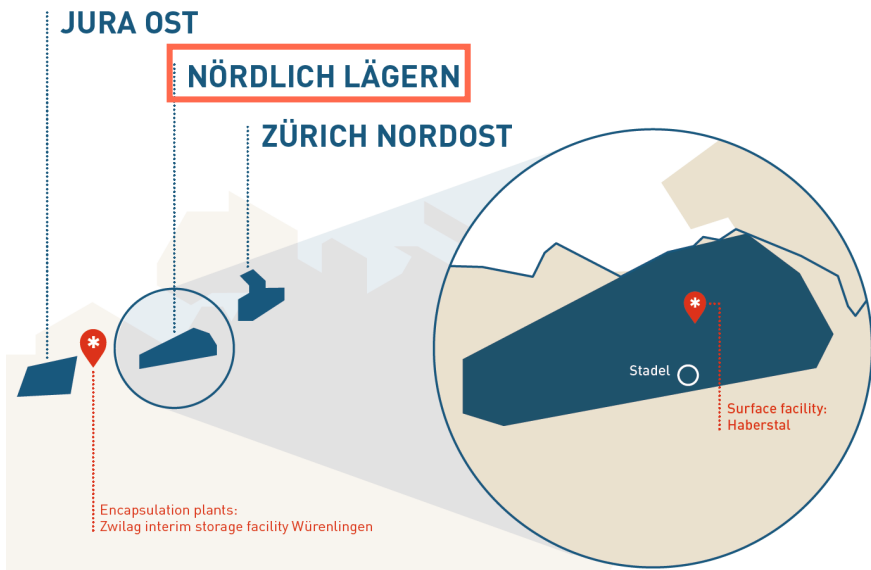 JURA OST
NÖRDLICH LÄGERN
ZÜRICH NORDOST
Stadel
Surface facility:
Haberstal
Encapsulation plants:
Zwilag interim storage facility Würenlingen